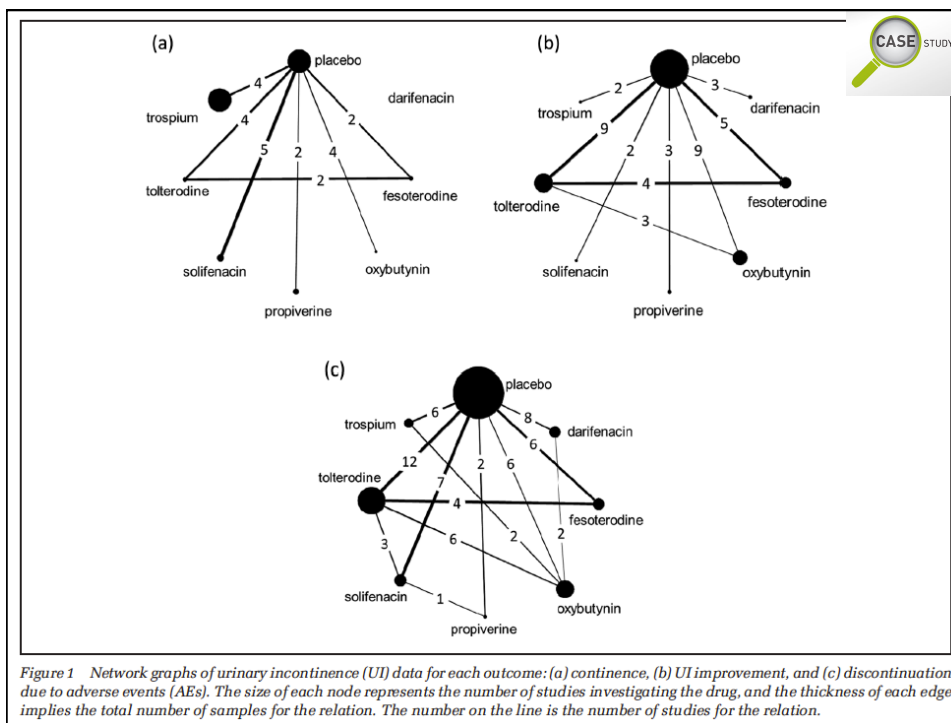 (a)
placebo
CASE STUDY
trospium
4
darifenacin
4
2
5
2
4
tolterodine
2
fesoterodine
solifenacin
oxybutynin
propiverine
(b)
placebo
trospium
2
3
darifenacin
9
5
2
3
9
tolterodine
4
fesoterodine
3
solifenacin
oxybutynin
propiverine
(c)
placebo
trospium
6
8
darifenacin
12
2
6
6
tolterodine
7
4
fesoterodine
3
6
2
2
solifenacin
1
oxybutynin
propiverine
Figure 1 Network graphs of urinary incontinence (UI) data for each outcome: (a) continence, (b) UI improvement, and (c) discontinuation
due to adverse events (AEs). The size of each node represents the number of studies investigating the drug, and the thickness of each edge
implies the total number of samples for the relation. The number on the line is the number of studies for the relation.